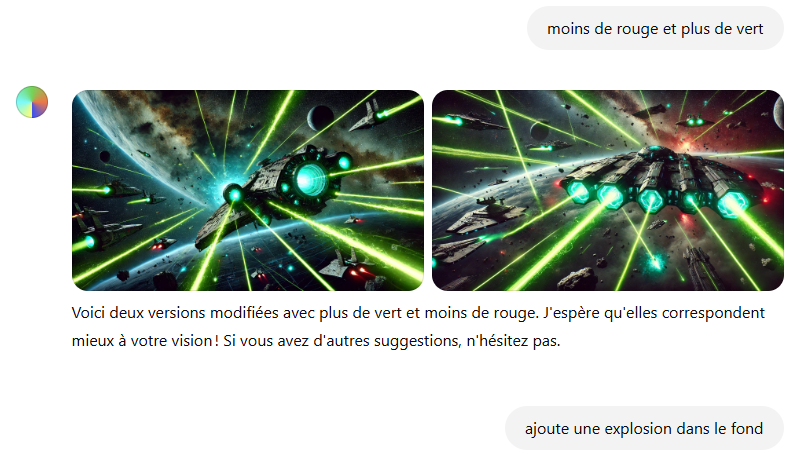 moins de rouge et plus de vert
Voici deux versions modifiées avec plus de vert et moins de rouge. J'espère qu'elles correspondent
mieux à votre vision ! Si vous avez d'autres suggestions, n'hésitez pas.
ajoute une explosion dans le fond